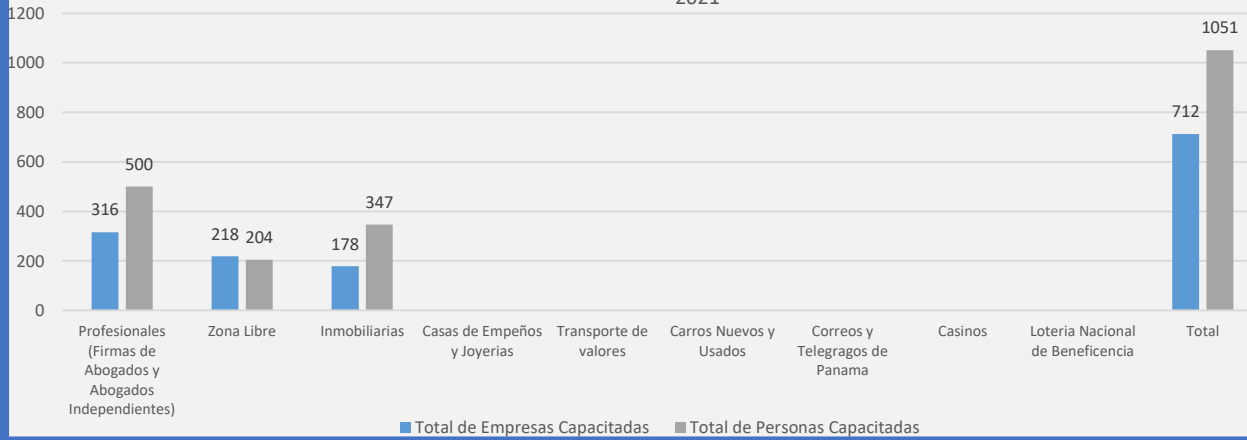 2021
1200
1000
800
600
400
200
0
316
500
218
204
178
347
712
1051
Profesionales
(Firmas de
Abogados y
Abogados
Independientes)
Zona Libre
Inmobiliarias
Casas de Empeños
y Joyerias
Transporte de
valores
Carros Nuevos y
Usados
Correos y
Telegragos de
Panama
Casinos
Loteria Nacional
de Beneficencia
Total
Total de Empresas Capacitadas
Total de Personas Capacitadas